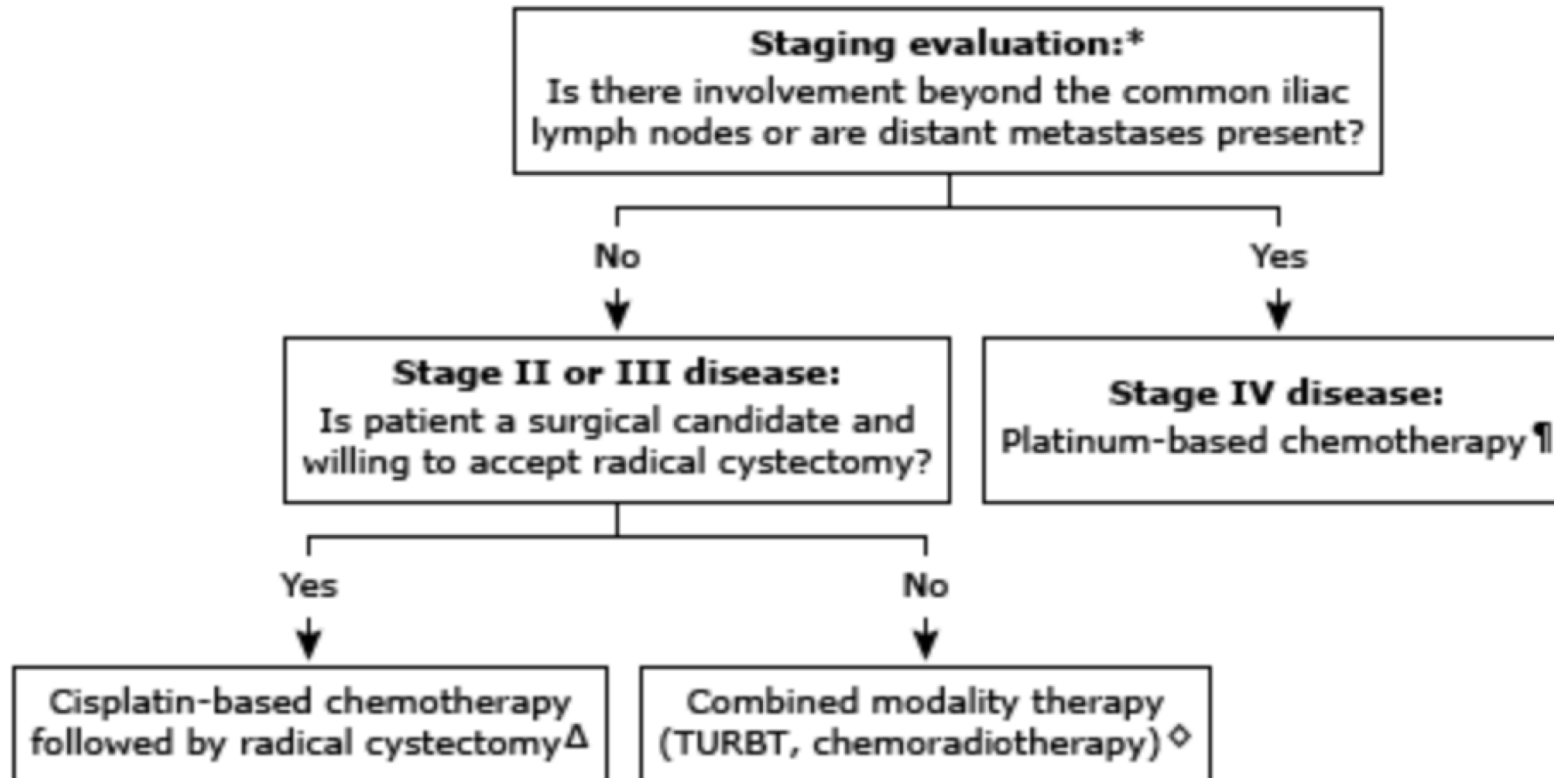 Staging evaluation:*
Is there involvement beyond the common iliac
lymph nodes or are distant metastases present?
No
Yes
Stage II or III disease:
Is patient a surgical candidate and
willing to accept radical cystectomy?
Stage IV disease:
Platinum-based chemotherapy¶
Yes
No
Cisplatin-based chemotherapy
followed by radical cystectomyΔ
Combined modality therapy
(TURBT, chemoradiotherapy)◇